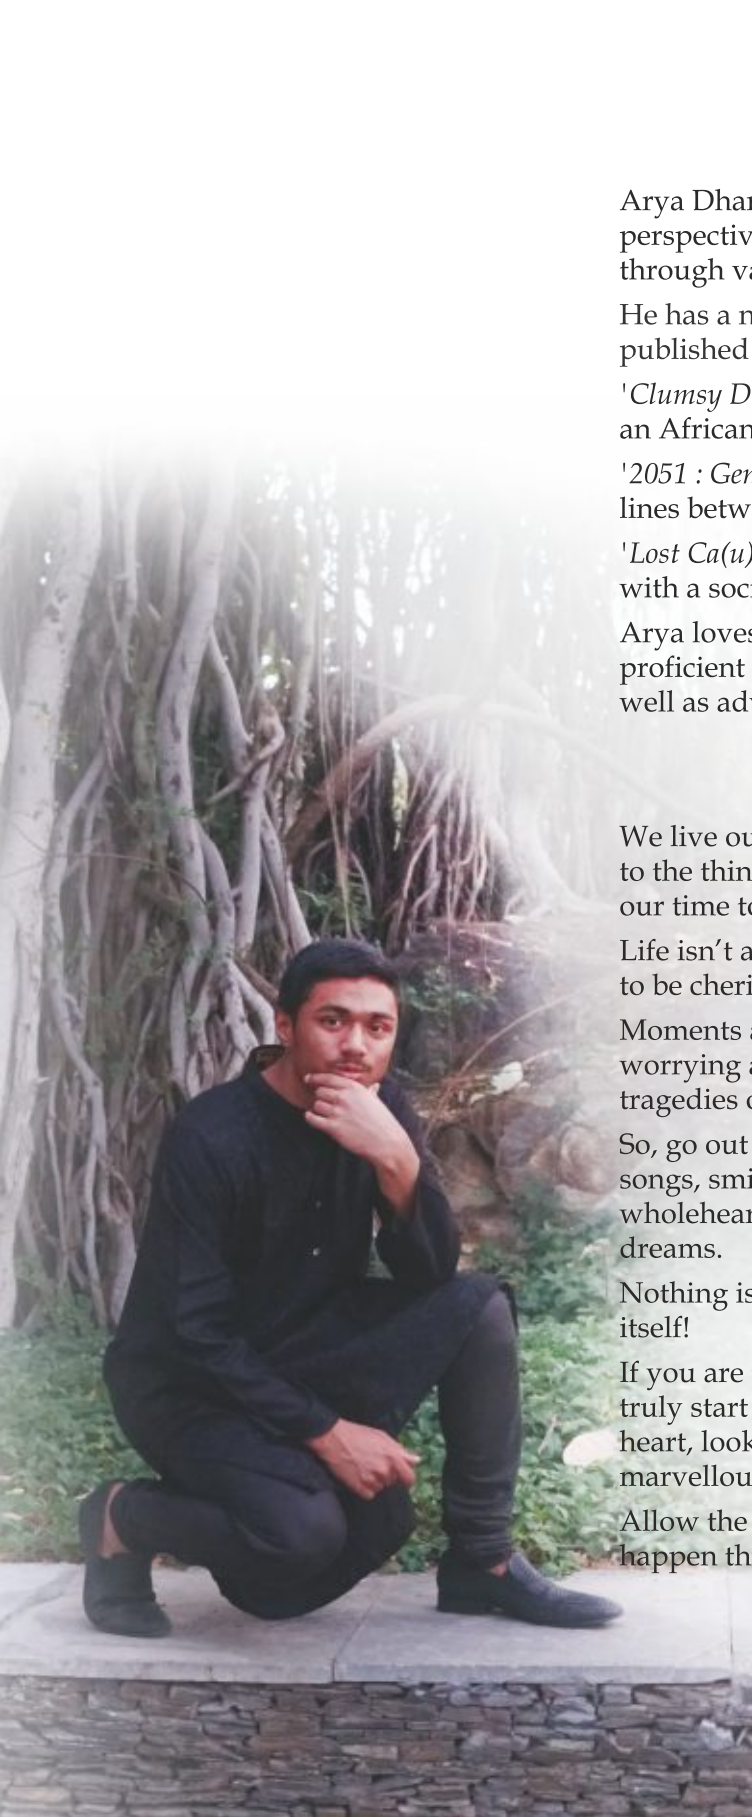 Arya Dhar
perspectiv
through va
He has a n
published
'Clumsy D
an African
'2051 : Gen
lines betw
'Lost Ca(u)
with a soci
Arya loves
proficient
well as adv
We live ou
to the thin
our time to
Life isn’t a
to be cheri
Moments a
worrying a
tragedies o
So, go out
songs, smi
wholehear
dreams.
Nothing is
itself!
If you are
truly start
heart, look
marvellou
Allow the
happen th